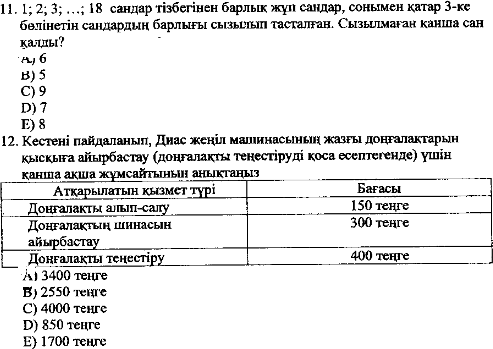 11. 1; 2; 3; ...; 18 сандар тізбегінен барлық жұп сандар, сонымен қатар 3-ке
бөлінетін сандардың барлығы сызылып тасталған. Сызылмаған қанша сан
қалды?
A) 6
B) 5
C) 9
D) 7
E) 8
12. Кестені пайдаланып, Диас жеңіл машинасының жазғы доңғалақтарын
қысқыға айырбастау (доңғалақты теңестіруді қоса есептегенде) үшін
қанша ақша жұмсайтынын анықтаңыз
Атқарылатын қызмет түрі Бағасы
Доңғалақты алып-салу 150 теңге
Доңғалақтың шинасын 300 теңге
айырбастау
Доңғалақты теңестіру 400 теңге
A) 3400 теңге
B) 2550 теңге
C) 4000 теңге
D) 850 теңге
E) 1700 теңге